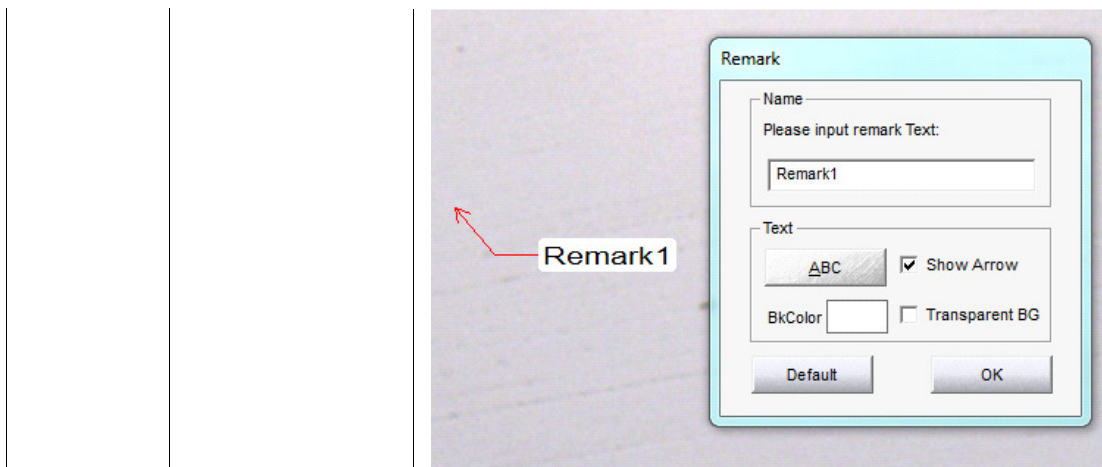 Remark
Name
Please input remark Text:
Remark1
Remark1
Text
ABC
Show Arrow
BkColor
Transparent BG
Default
OK